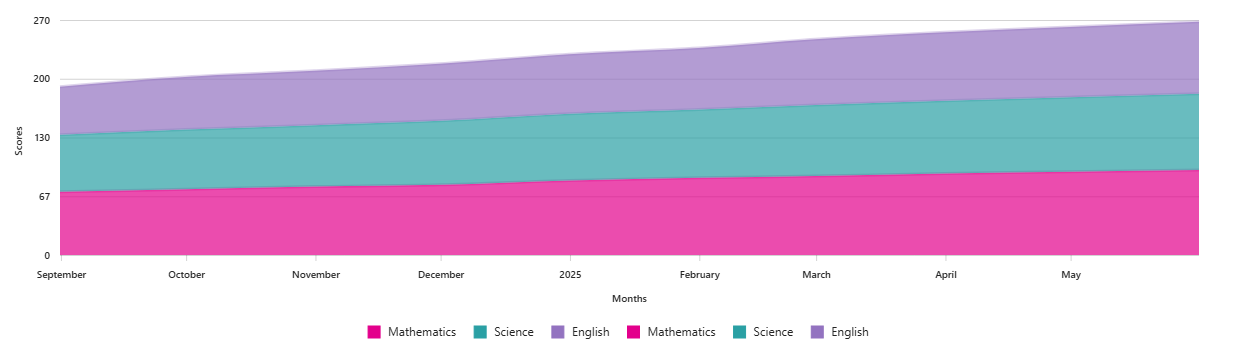 270
200
130
67
0
Scores
September October November December 2025 February March April May
Months
Mathematics Science English Mathematics Science English